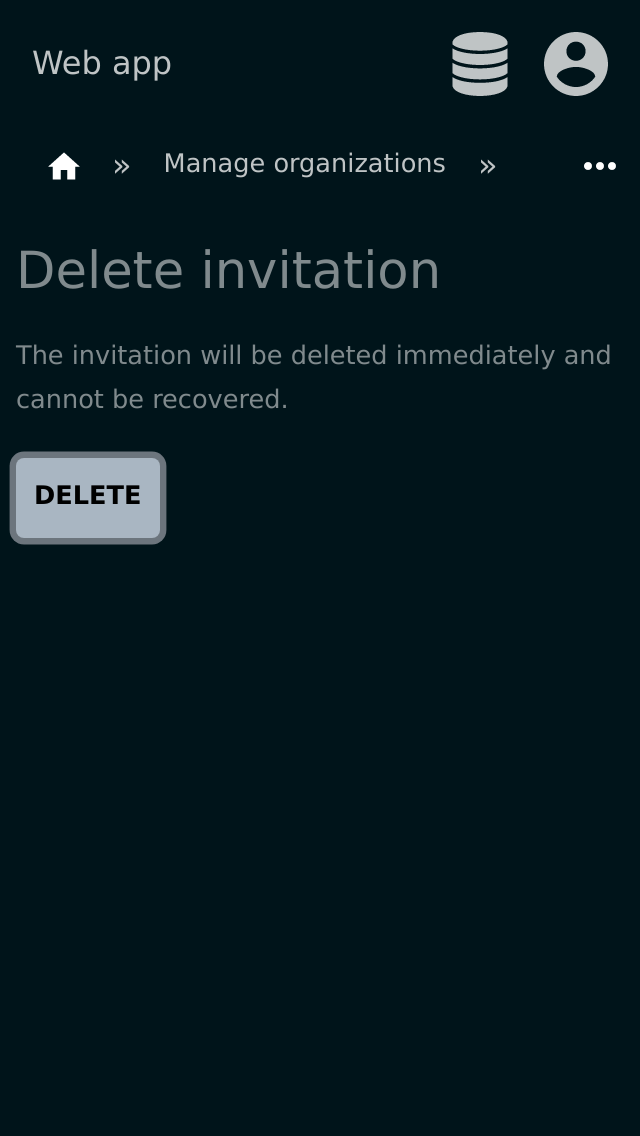 Web app
» Manage organizations » •••
Delete invitation
The invitation will be deleted immediately and
cannot be recovered.
DELETE